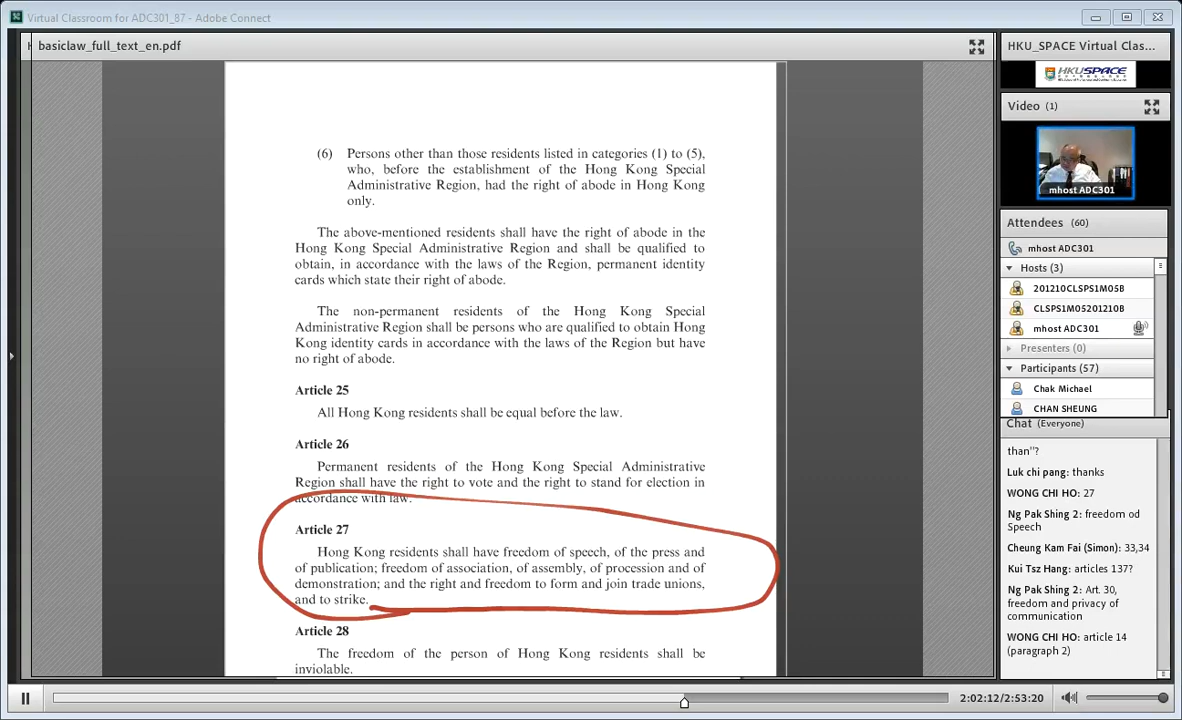 Virtual Classroom for ADC301_87 - Adobe Connect
basiclaw_full_text_en.pdf
(6) Persons other than those residents listed in categories (1) to (5),
who, before the establishment of the Hong Kong Special
Administrative Region, had the right of abode in Hong Kong
only.
The above-mentioned residents shall have the right of abode in the
Hong Kong Special Administrative Region and shall be qualified to
obtain, in accordance with the laws of the Region, permanent identity
cards which state their right of abode.
The non-permanent residents of the Hong Kong Special
Administrative Region shall be persons who are qualified to obtain Hong
Kong identity cards in accordance with the laws of the Region but have
no right of abode.
Article 25
All Hong Kong residents shall be equal before the law.
Article 26
Permanent residents of the Hong Kong Special Administrative
Region shall have the right to vote and the right to stand for election in
accordance with law.
Article 27
Hong Kong residents shall have freedom of speech, of the press and
of publication; freedom of association, of assembly, of procession and of
demonstration; and the right and freedom to form and join trade unions,
and to strike.
Article 28
The freedom of the person of Hong Kong residents shall be
inviolable.
HKU_SPACE Virtual Clas...
HKUSPACE
Video (1)
mhost ADC301
Attendees (60)
mhost ADC301
Hosts (3)
201210CLSPS1M05B
CLSPS1M05201210B
mhost ADC301
Presenters (0)
Participants (57)
Chak Michael
CHAN SHEUNG
Chat (Everyone)
than"?
Luk chi pang: thanks
WONG CHI HO: 27
Ng Pak Shing 2: freedom od
Speech
Cheung Kam Fai (Simon): 33,34
Kui Tsz Hang: articles 137?
Ng Pak Shing 2: Art. 30,
freedom and privacy of
communication
WONG CHI HO: article 14
(paragraph 2)
2:02:12/2:53:20